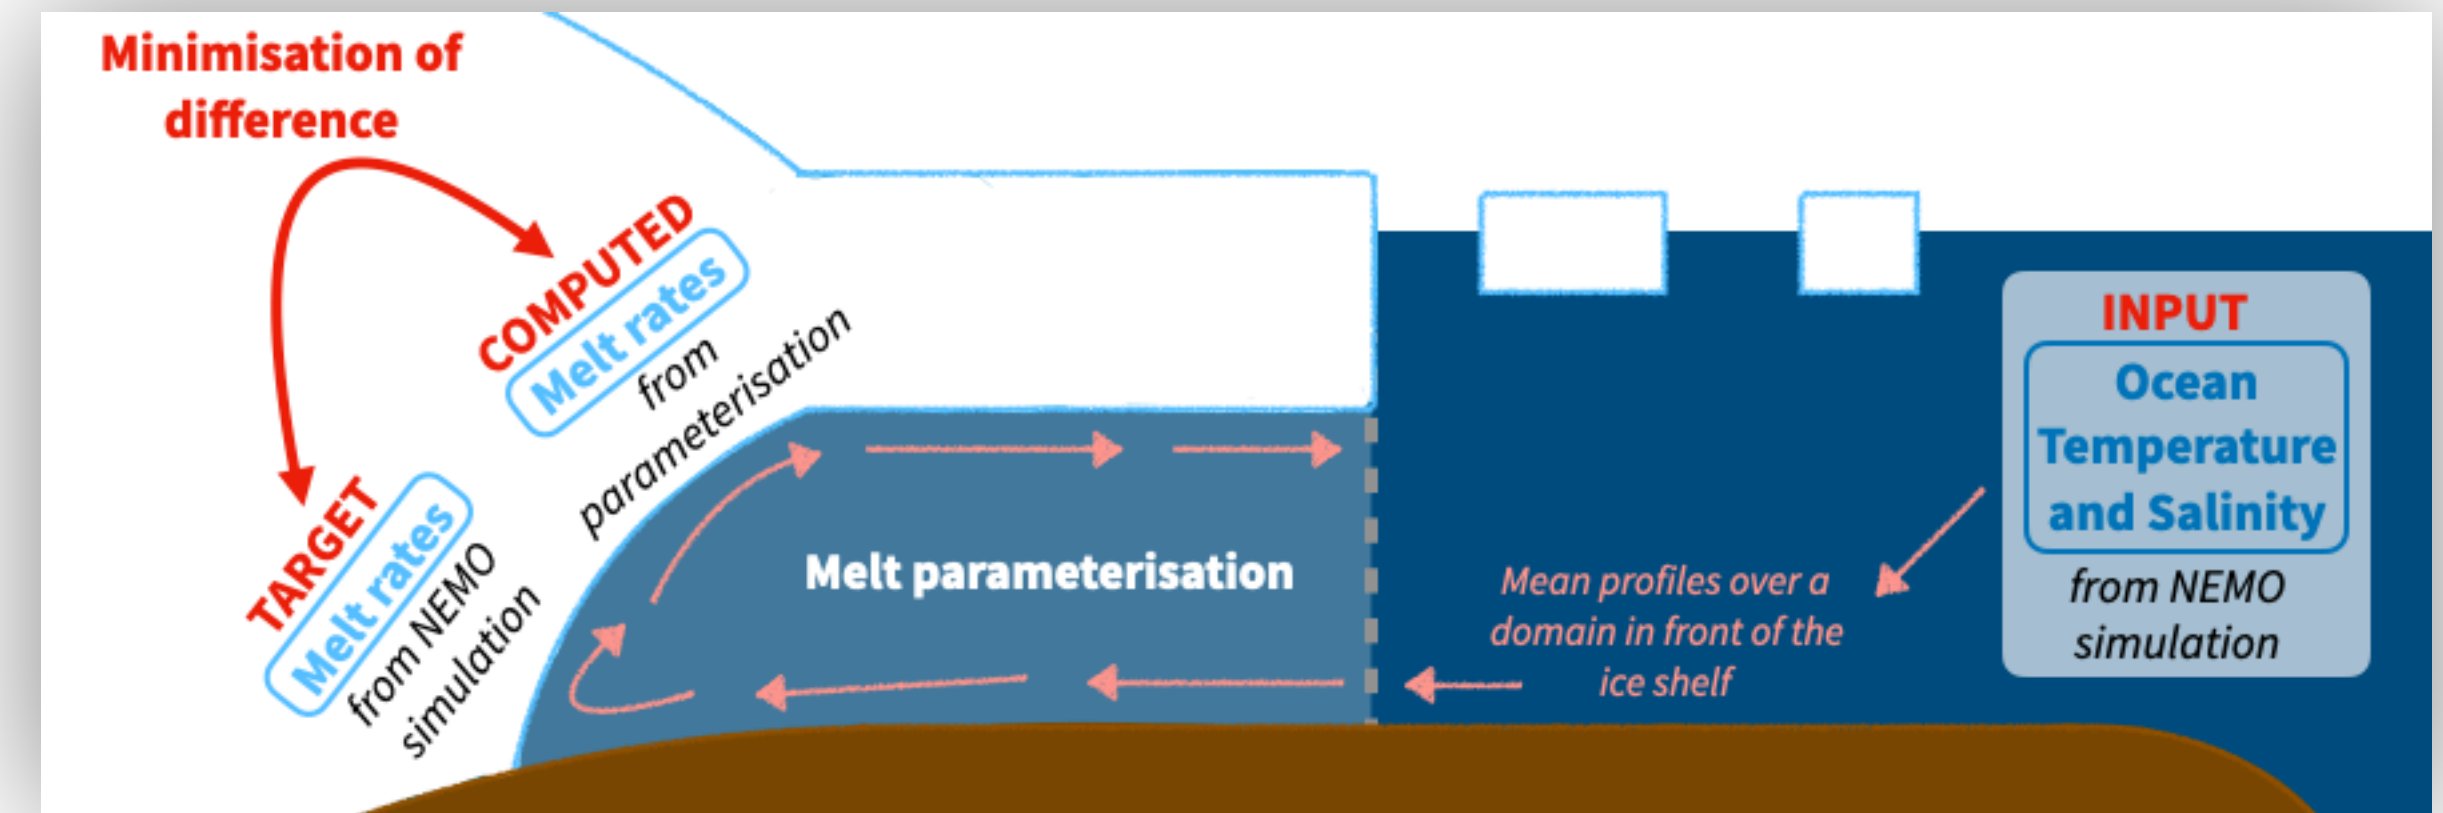 Minimisation of
difference
COMPUTED
Melt rates
from
parameterisation
TARGET
Melt rates
from NEMO
simulation
Melt parameterisation
Mean profiles over a
domain in front of the
ice shelf
INPUT
Ocean
Temperature
and Salinity
from NEMO
simulation